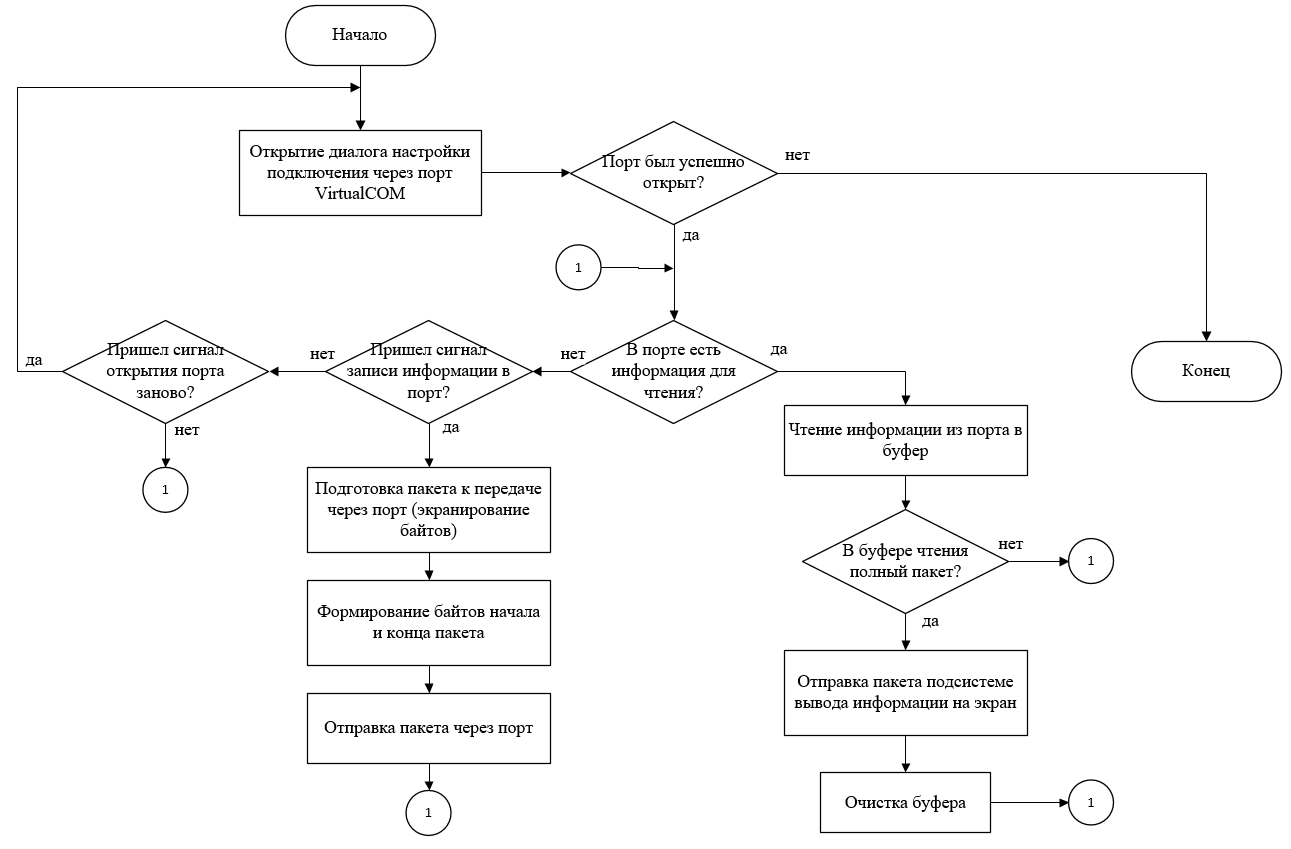 Начало
Открытие диалога настройки
подключения через порт
VirtualCOM
Порт был успешно
открыт?
нет
да
1
Пришел сигнал
открытия порта
заново?
да
нет
1
Пришел сигнал
записи информации в
порт?
нет
да
В порте есть
информация для
чтения?
нет
да
Конец
Чтение информации из порта в
буфер
Подготовка пакета к передаче
через порт (экранирование
байтов)
В буфере чтения
полный пакет?
нет
1
да
Формирование байтов начала
и конца пакета
Отправка пакета подсистеме
вывода информации на экран
Отправка пакета через порт
1
Очистка буфера
1